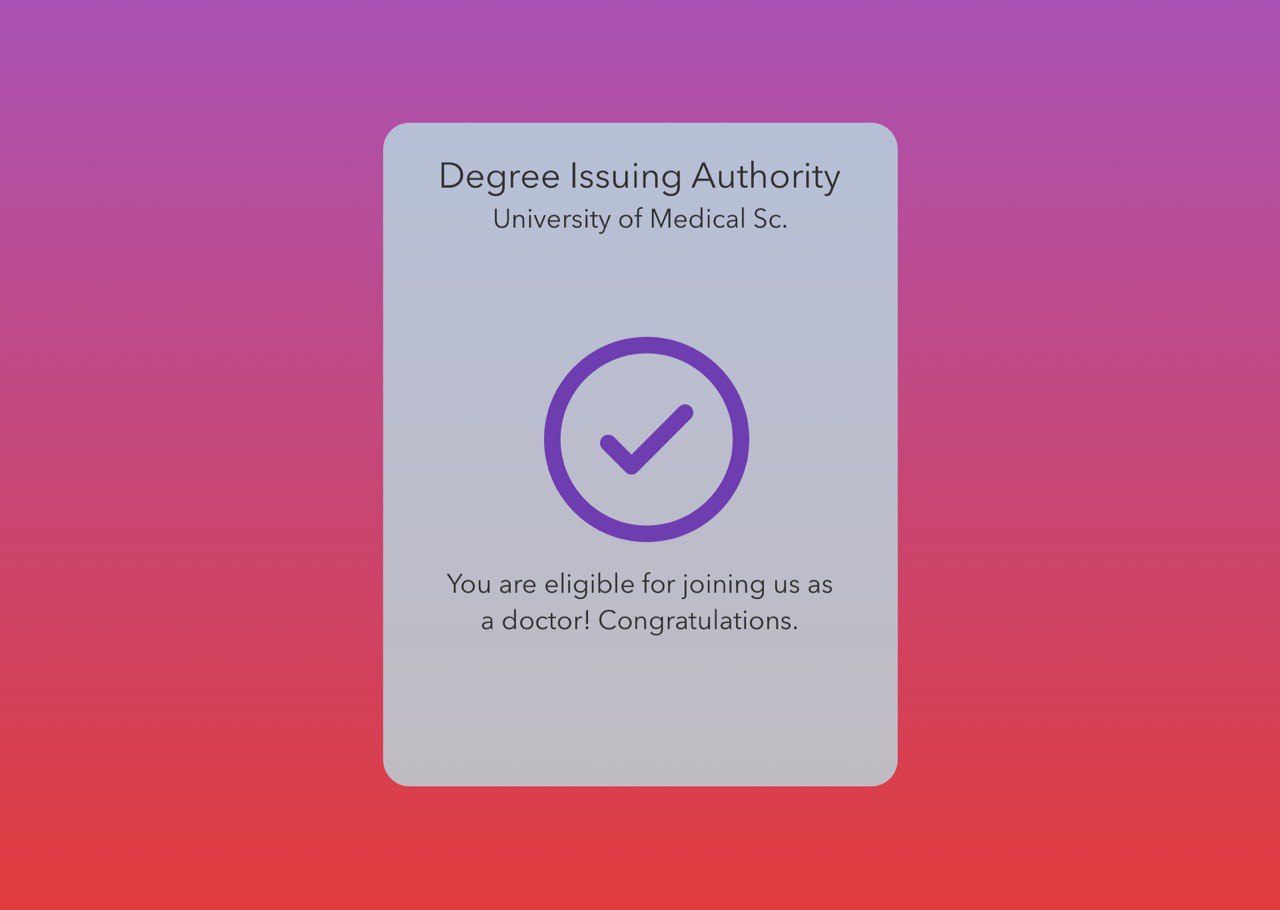 Degree Issuing Authority
University of Medical Sc.
You are eligible for joining us as
a doctor! Congratulations.